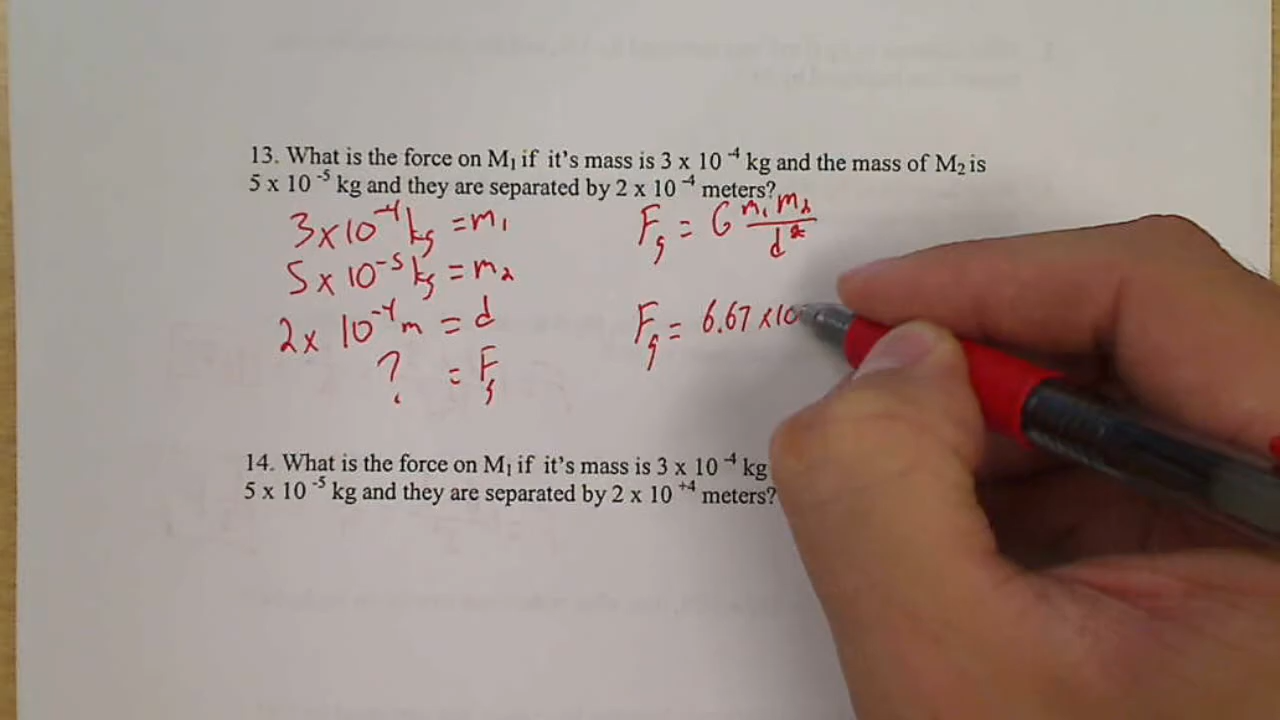 13. What is the force on M₁ if it's mass is 3 x 10 ⁻⁴ kg and the mass of M₂ is
5 x 10 ⁻⁵ kg and they are separated by 2 x 10 ⁻⁴ meters?
3x10⁻⁴ kg = m₁
5 x 10⁻⁵ kg = m₂
2x 10⁻⁴ m = d
? = Fg
Fg = G m₁ m₂ / d²
Fg = 6.67 x10
14. What is the force on M₁ if it's mass is 3 x 10 ⁻⁴ kg
5 x 10 ⁻⁵ kg and they are separated by 2 x 10 ⁺⁴ meters?